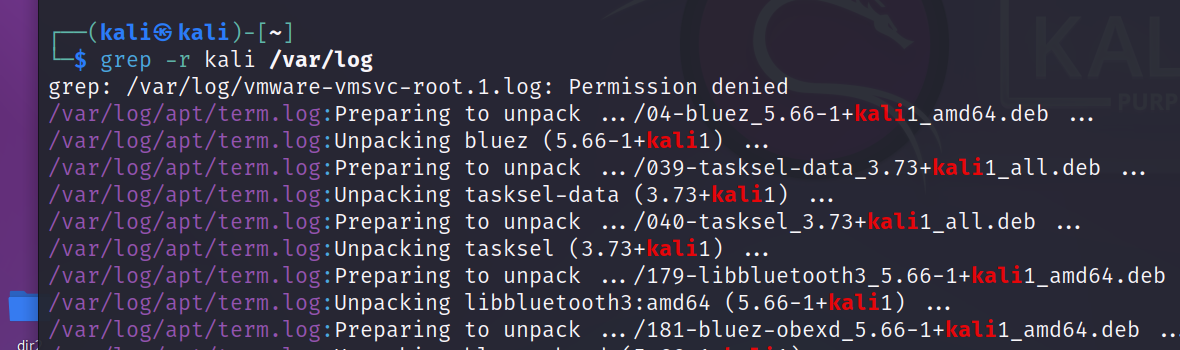 ┌──(kali㉿kali)-[~]
└─$ grep -r kali /var/log
grep: /var/log/vmware-vmsvc-root.1.log: Permission denied
/var/log/apt/term.log:Preparing to unpack .../04-bluez_5.66-1+kali1_amd64.deb ...
/var/log/apt/term.log:Unpacking bluez (5.66-1+kali1) ...
/var/log/apt/term.log:Preparing to unpack .../039-tasksel-data_3.73+kali1_all.deb ...
/var/log/apt/term.log:Unpacking tasksel-data (3.73+kali1) ...
/var/log/apt/term.log:Preparing to unpack .../040-tasksel_3.73+kali1_all.deb ...
/var/log/apt/term.log:Unpacking tasksel (3.73+kali1) ...
/var/log/apt/term.log:Preparing to unpack .../179-libbluetooth3_5.66-1+kali1_amd64.deb
/var/log/apt/term.log:Unpacking libbluetooth3:amd64 (5.66-1+kali1) ...
/var/log/apt/term.log:Preparing to unpack .../181-bluez-obexd_5.66-1+kali1_amd64.deb ...
KAL
PURP